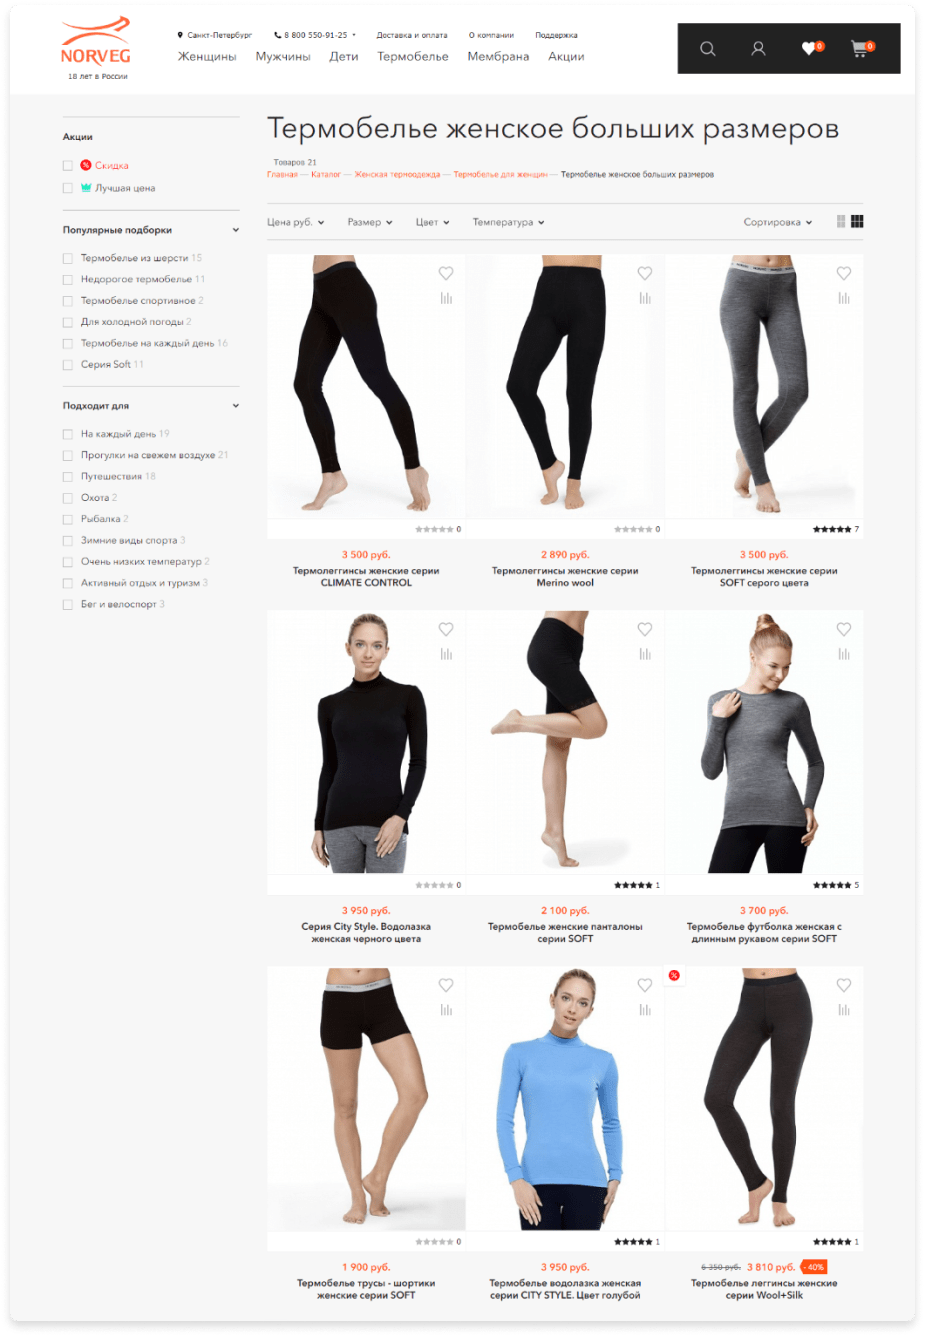 NORVEG
18 лет в России
Санкт-Петербург
8 800 550-91-25
Доставка и оплата
О компании
Поддержка
Женщины
Мужчины
Дети
Термобелье
Мембрана
Акции
0
0
Акции
% Скидка
Лучшая цена
Популярные подборки
Термобелье из шерсти 15
Недорогое термобелье 11
Термобелье спортивное 2
Для холодной погоды 2
Термобелье на каждый день 16
Серия Soft 11
Подходит для
На каждый день 19
Прогулки на свежем воздухе 21
Путешествия 18
Охота 2
Рыбалка 2
Зимние виды спорта 3
Очень низких температур 2
Активный отдых и туризм 3
Бег и велоспорт 3
Термобелье женское больших размеров
Товаров 21
Главная — Каталог — Женская термоодежда — Термобелье для женщин — Термобелье женское больших размеров
Цена руб.
Размер
Цвет
Температура
Сортировка
0
3 500 руб.
Термолеггинсы женские серии
CLIMATE CONTROL
0
2 890 руб.
Термолеггинсы женские серии
Merino wool
7
3 500 руб.
Термолеггинсы женские серии
SOFT серого цвета
0
3 950 руб.
Серия City Style. Водолазка
женская черного цвета
1
2 100 руб.
Термобелье женские панталоны
серии SOFT
5
3 700 руб.
Термобелье футболка женская с
длинным рукавом серии SOFT
0
1 900 руб.
Термобелье трусы - шортики
женские серии SOFT
1
3 950 руб.
Термобелье водолазка женская
серии CITY STYLE. Цвет голубой
%
1
6 350 руб. 3 810 руб. - 40%
Термобелье леггинсы женские
серии Wool+Silk